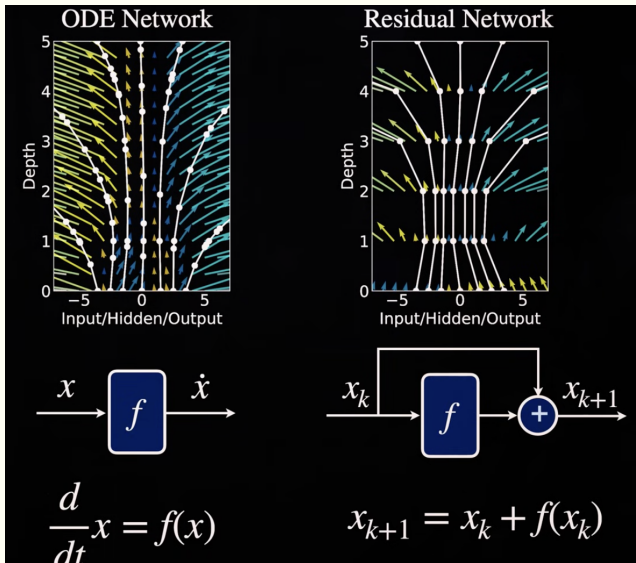 ODE Network
Residual Network
5
4
3
2
1
0
Depth
−5
0
5
Input/Hidden/Output
5
4
3
2
1
0
Depth
−5
0
5
Input/Hidden/Output
x
f
ẋ
x_k
f
+
x_{k+1}
d/dt x = f(x)
x_{k+1} = x_k + f(x_k)